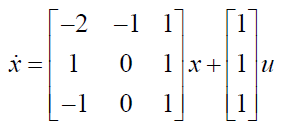 ẋ = [−2 −1 1; 1 0 1; −1 0 1] x + [1; 1; 1] u